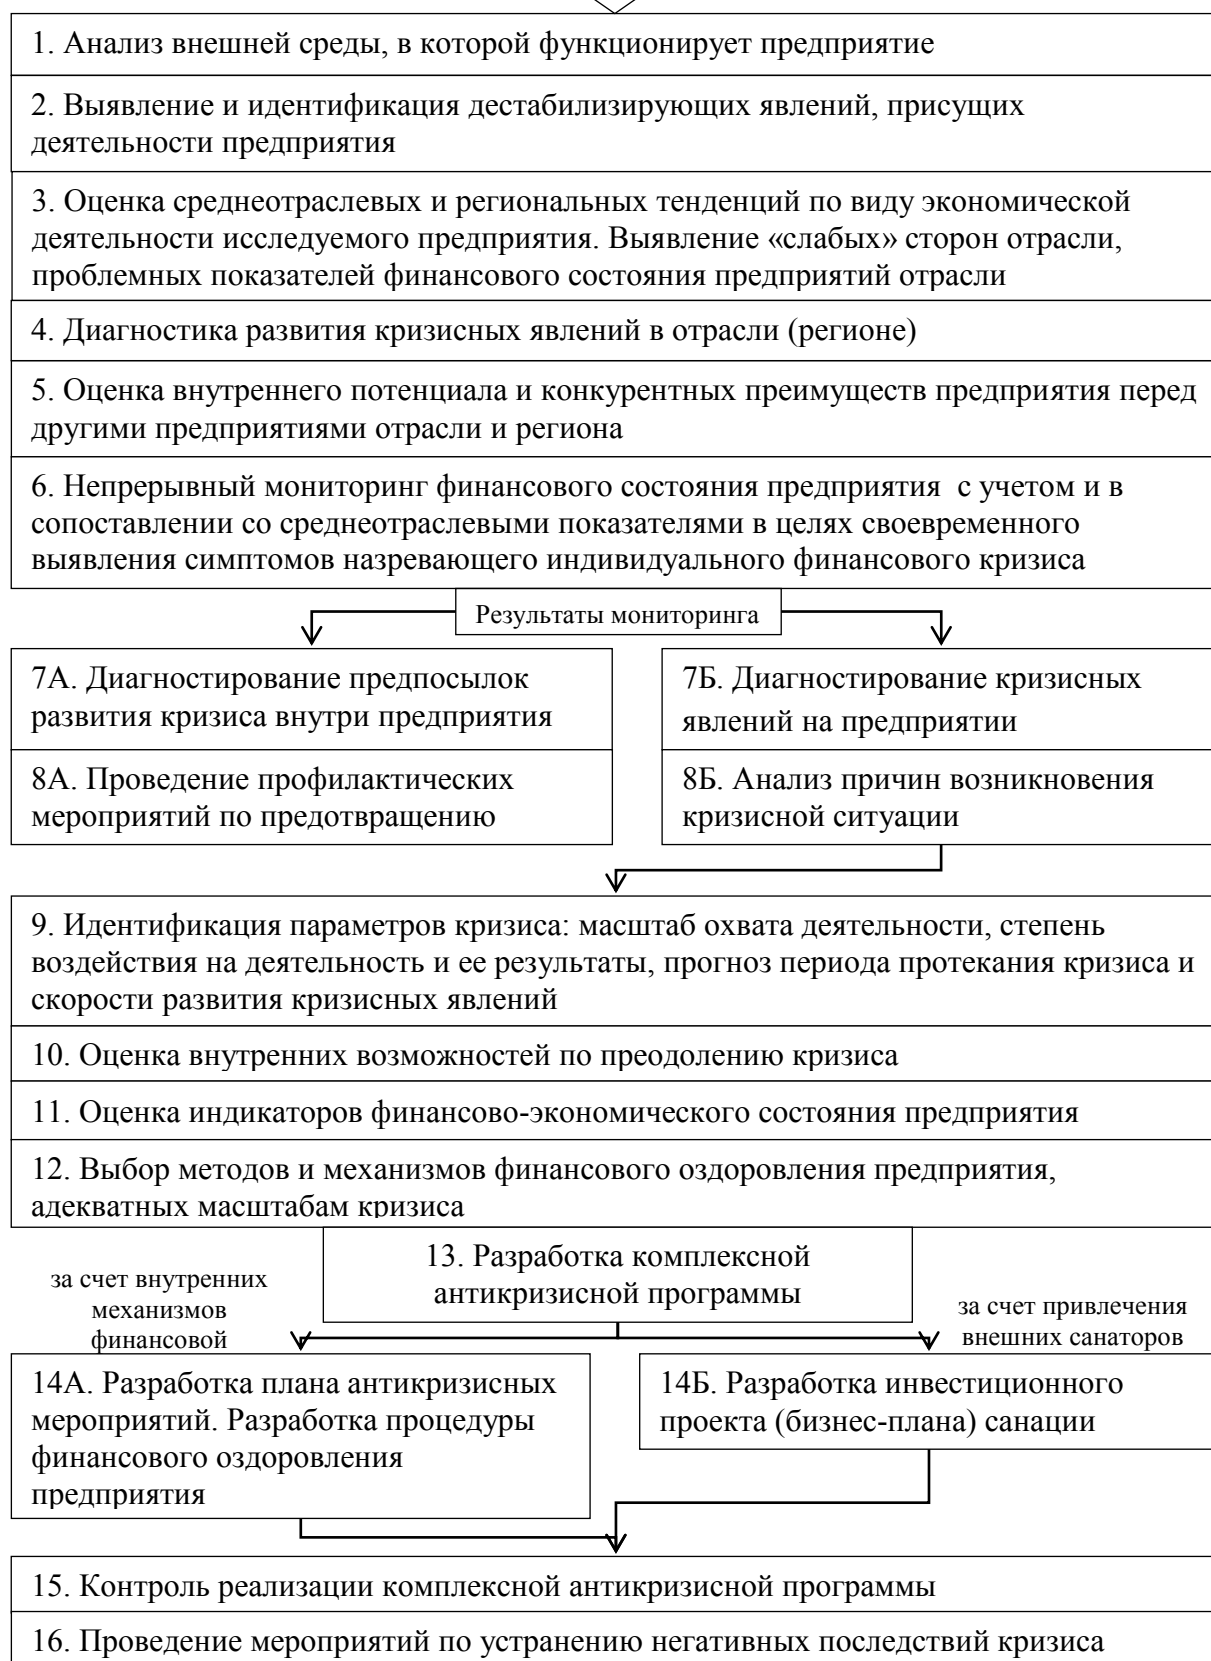 1. Анализ внешней среды, в которой функционирует предприятие
2. Выявление и идентификация дестабилизирующих явлений, присущих
деятельности предприятия
3. Оценка среднеотраслевых и региональных тенденций по виду экономической
деятельности исследуемого предприятия. Выявление «слабых» сторон отрасли,
проблемных показателей финансового состояния предприятий отрасли
4. Диагностика развития кризисных явлений в отрасли (регионе)
5. Оценка внутреннего потенциала и конкурентных преимуществ предприятия перед
другими предприятиями отрасли и региона
6. Непрерывный мониторинг финансового состояния предприятия с учетом и в
сопоставлении со среднеотраслевыми показателями в целях своевременного
выявления симптомов назревающего индивидуального финансового кризиса
Результаты мониторинга
7А. Диагностирование предпосылок
развития кризиса внутри предприятия
7Б. Диагностирование кризисных
явлений на предприятии
8А. Проведение профилактических
мероприятий по предотвращению
8Б. Анализ причин возникновения
кризисной ситуации
9. Идентификация параметров кризиса: масштаб охвата деятельности, степень
воздействия на деятельность и ее результаты, прогноз периода протекания кризиса и
скорости развития кризисных явлений
10. Оценка внутренних возможностей по преодолению кризиса
11. Оценка индикаторов финансово-экономического состояния предприятия
12. Выбор методов и механизмов финансового оздоровления предприятия,
адекватных масштабам кризиса
13. Разработка комплексной
антикризисной программы
за счет внутренних
механизмов
финансовой
за счет привлечения
внешних санаторов
14А. Разработка плана антикризисных
мероприятий. Разработка процедуры
финансового оздоровления
предприятия
14Б. Разработка инвестиционного
проекта (бизнес-плана) санации
15. Контроль реализации комплексной антикризисной программы
16. Проведение мероприятий по устранению негативных последствий кризиса